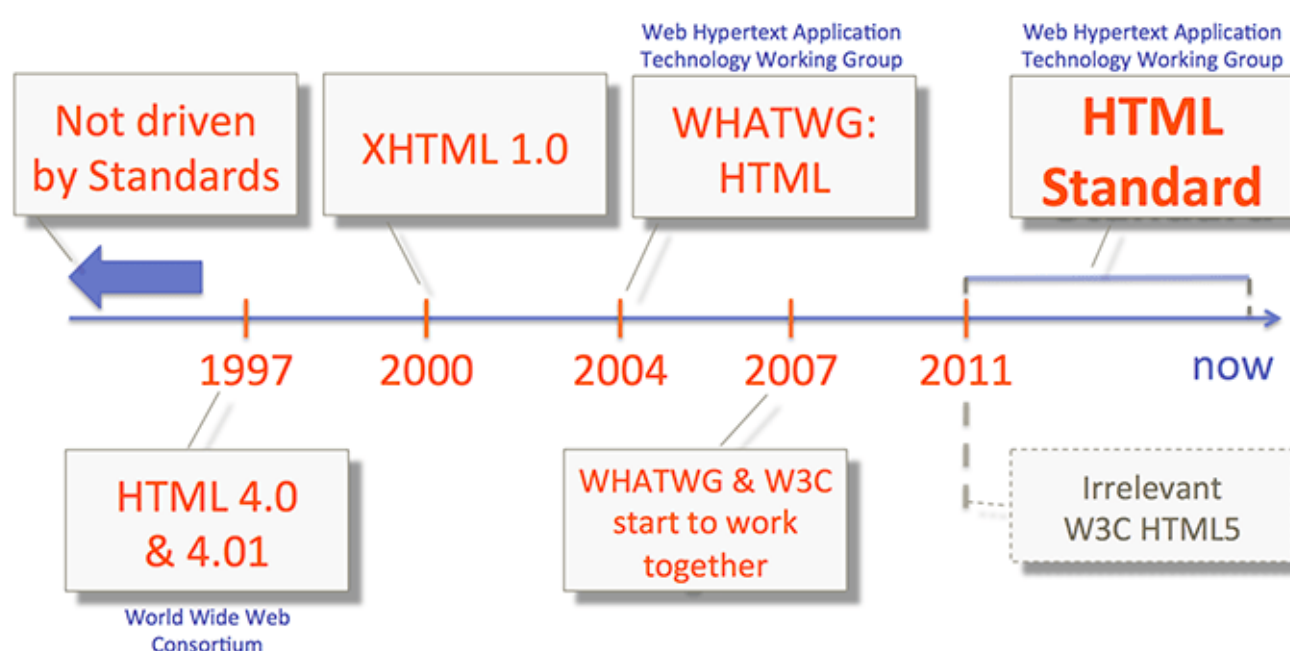 Web Hypertext Application
Technology Working Group
Web Hypertext Application
Technology Working Group
Not driven
by Standards
XHTML 1.0
WHATWG:
HTML
HTML
Standard
1997
2000
2004
2007
2011
now
HTML 4.0
& 4.01
World Wide Web
Consortium
WHATWG & W3C
start to work
together
Irrelevant
W3C HTML5